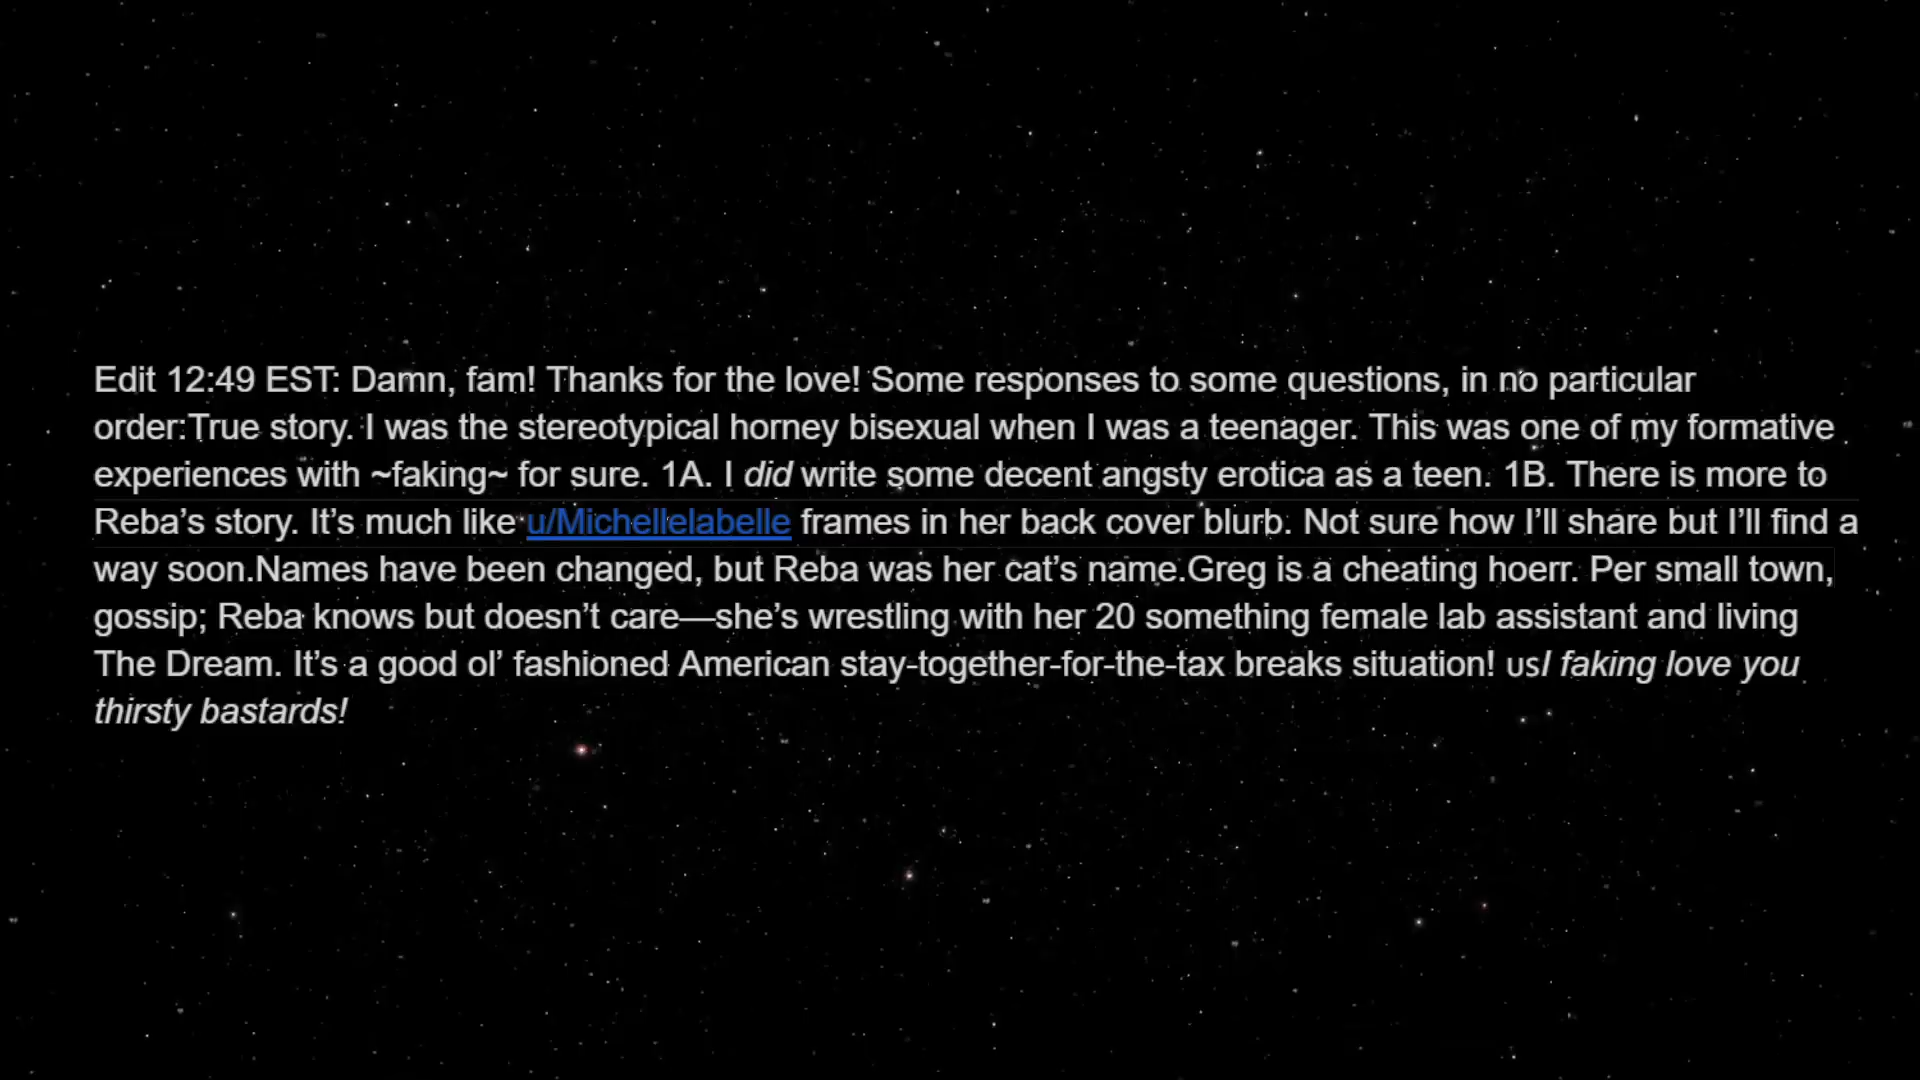 Edit 12:49 EST: Damn, fam! Thanks for the love! Some responses to some questions, in no particular
order:True story. I was the stereotypical horney bisexual when I was a teenager. This was one of my formative
experiences with ~faking~ for sure. 1A. I did write some decent angsty erotica as a teen. 1B. There is more to
Reba’s story. It’s much like u/Michellelabelle frames in her back cover blurb. Not sure how I’ll share but I’ll find a
way soon.Names have been changed, but Reba was her cat’s name.Greg is a cheating hoerr. Per small town,
gossip; Reba knows but doesn’t care—she’s wrestling with her 20 something female lab assistant and living
The Dream. It’s a good ol’ fashioned American stay-together-for-the-tax breaks situation! usI faking love you
thirsty bastards!